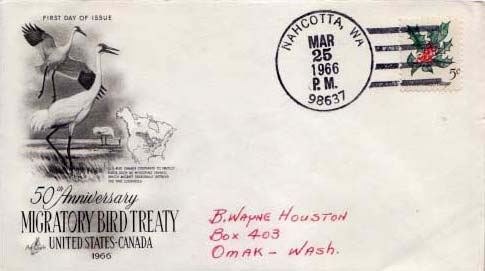 FIRST DAY OF ISSUE
NAHCOTTA, WA
MAR
25
1966
P.M.
98637
5¢
50th Anniversary
MIGRATORY BIRD TREATY
UNITED STATES-CANADA
1966
B. WAYNE HOUSTON
BOX 403
OMAK - WASH.